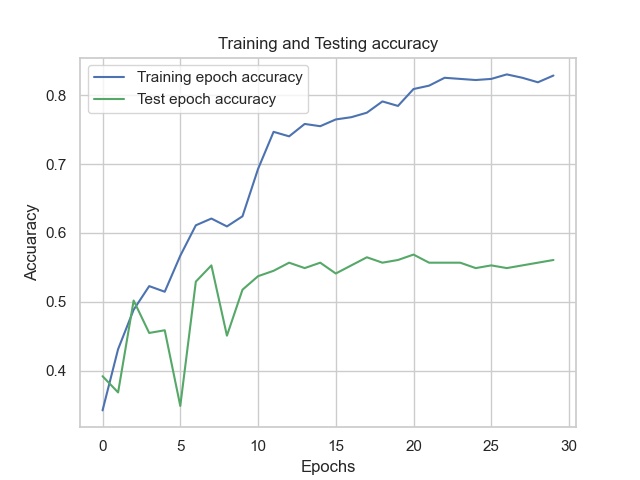 Training and Testing accuracy
Training epoch accuracy
Test epoch accuracy
0.8
0.7
0.6
0.5
0.4
Accuaracy
0 5 10 15 20 25 30
Epochs